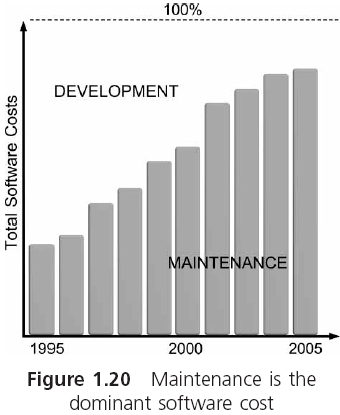 100%
DEVELOPMENT
Total Software Costs
MAINTENANCE
1995 2000 2005
Figure 1.20 Maintenance is the
dominant software cost